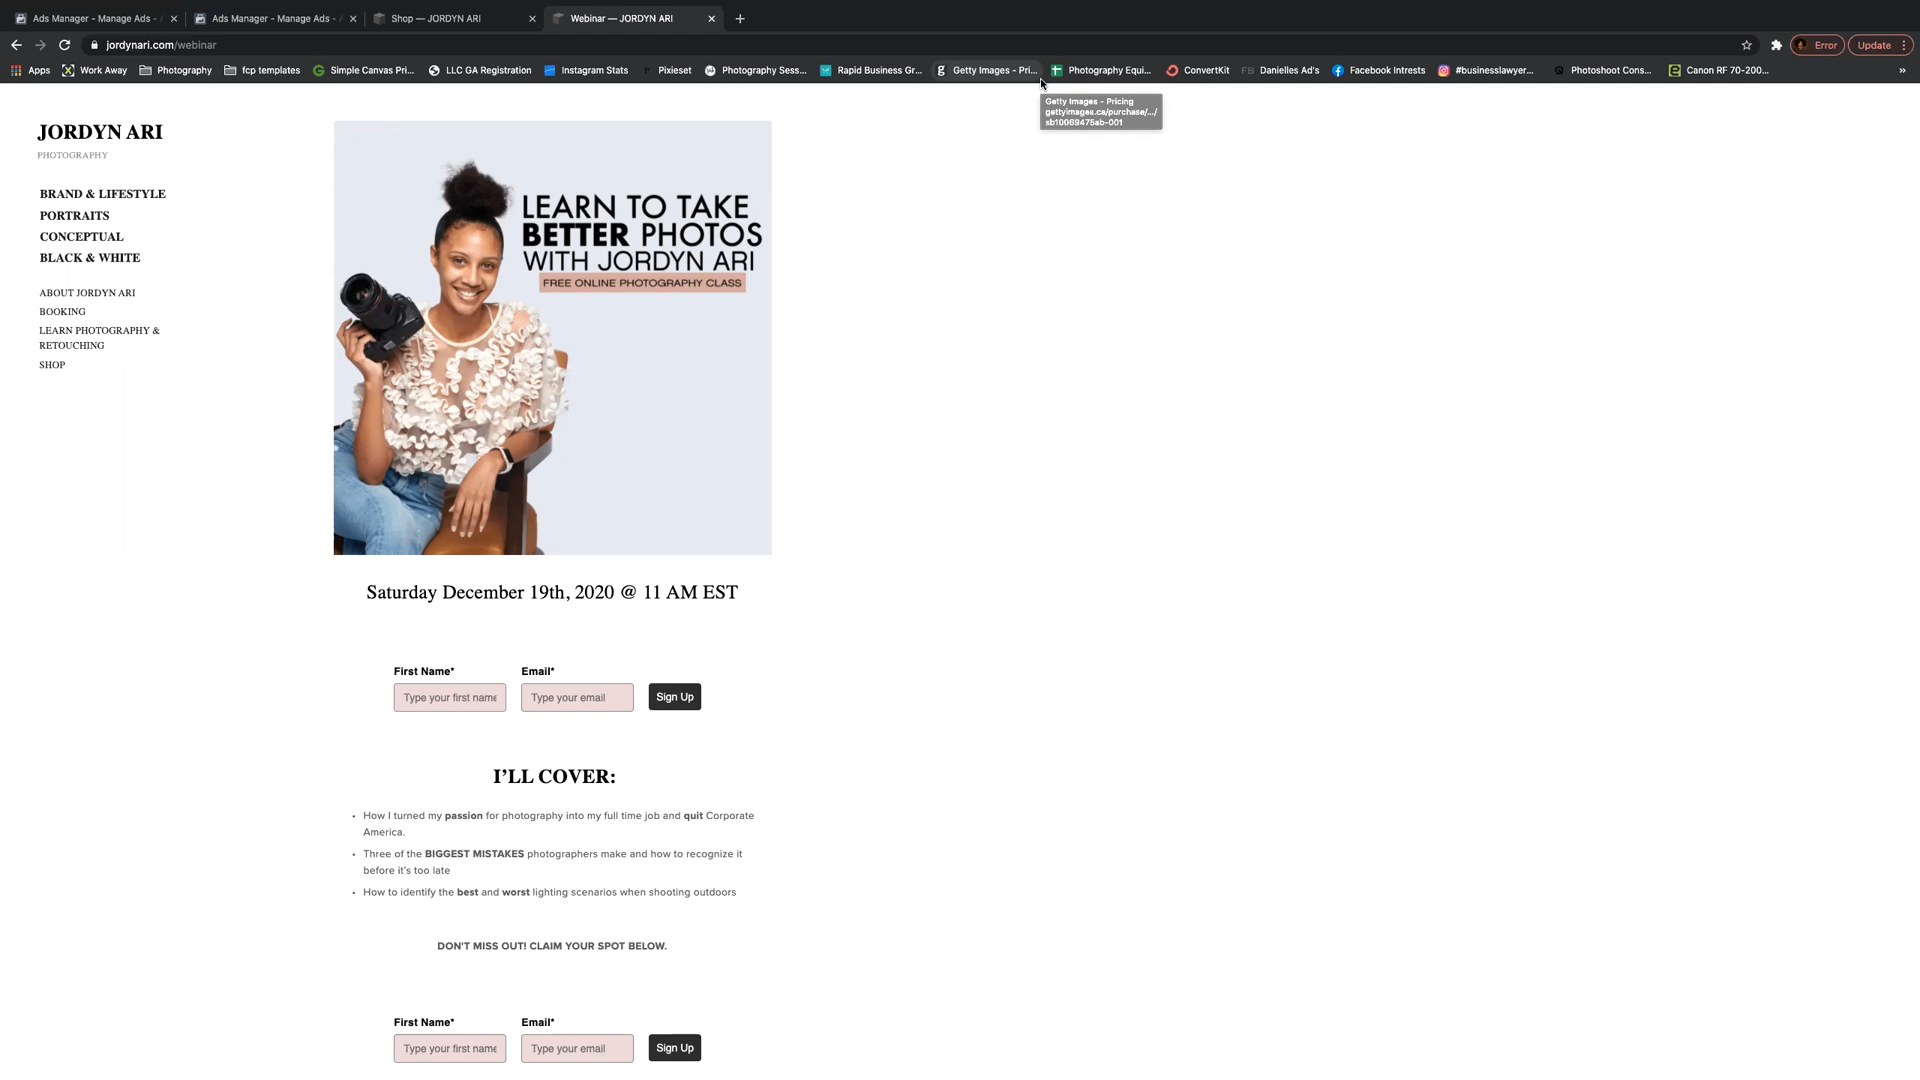 Ads Manager - Manage Ads -
Ads Manager - Manage Ads -
Shop — JORDYN ARI
Webinar — JORDYN ARI
jordynari.com/webinar
Error
Update
Apps
Work Away
Photography
fcp templates
Simple Canvas Pri...
LLC GA Registration
Instagram Stats
Pixieset
Photography Sess...
Rapid Business Gr...
Getty Images - Pri...
Photography Equi...
ConvertKit
FB Danielles Ad's
Facebook Intrests
#businesslawyer...
Photoshoot Cons...
Canon RF 70-200...
»
Getty Images - Pricing
gettyimages.ca/purchase/.../
sb10069475ab-001
JORDYN ARI
PHOTOGRAPHY
BRAND & LIFESTYLE
PORTRAITS
CONCEPTUAL
BLACK & WHITE
ABOUT JORDYN ARI
BOOKING
LEARN PHOTOGRAPHY &
RETOUCHING
SHOP
LEARN TO TAKE
BETTER PHOTOS
WITH JORDYN ARI
FREE ONLINE PHOTOGRAPHY CLASS
Saturday December 19th, 2020 @ 11 AM EST
First Name* Email*
Type your first name Type your email Sign Up
I'LL COVER:
• How I turned my passion for photography into my full time job and quit Corporate
America.
• Three of the BIGGEST MISTAKES photographers make and how to recognize it
before it's too late
• How to identify the best and worst lighting scenarios when shooting outdoors
DON'T MISS OUT! CLAIM YOUR SPOT BELOW.
First Name* Email*
Type your first name Type your email Sign Up